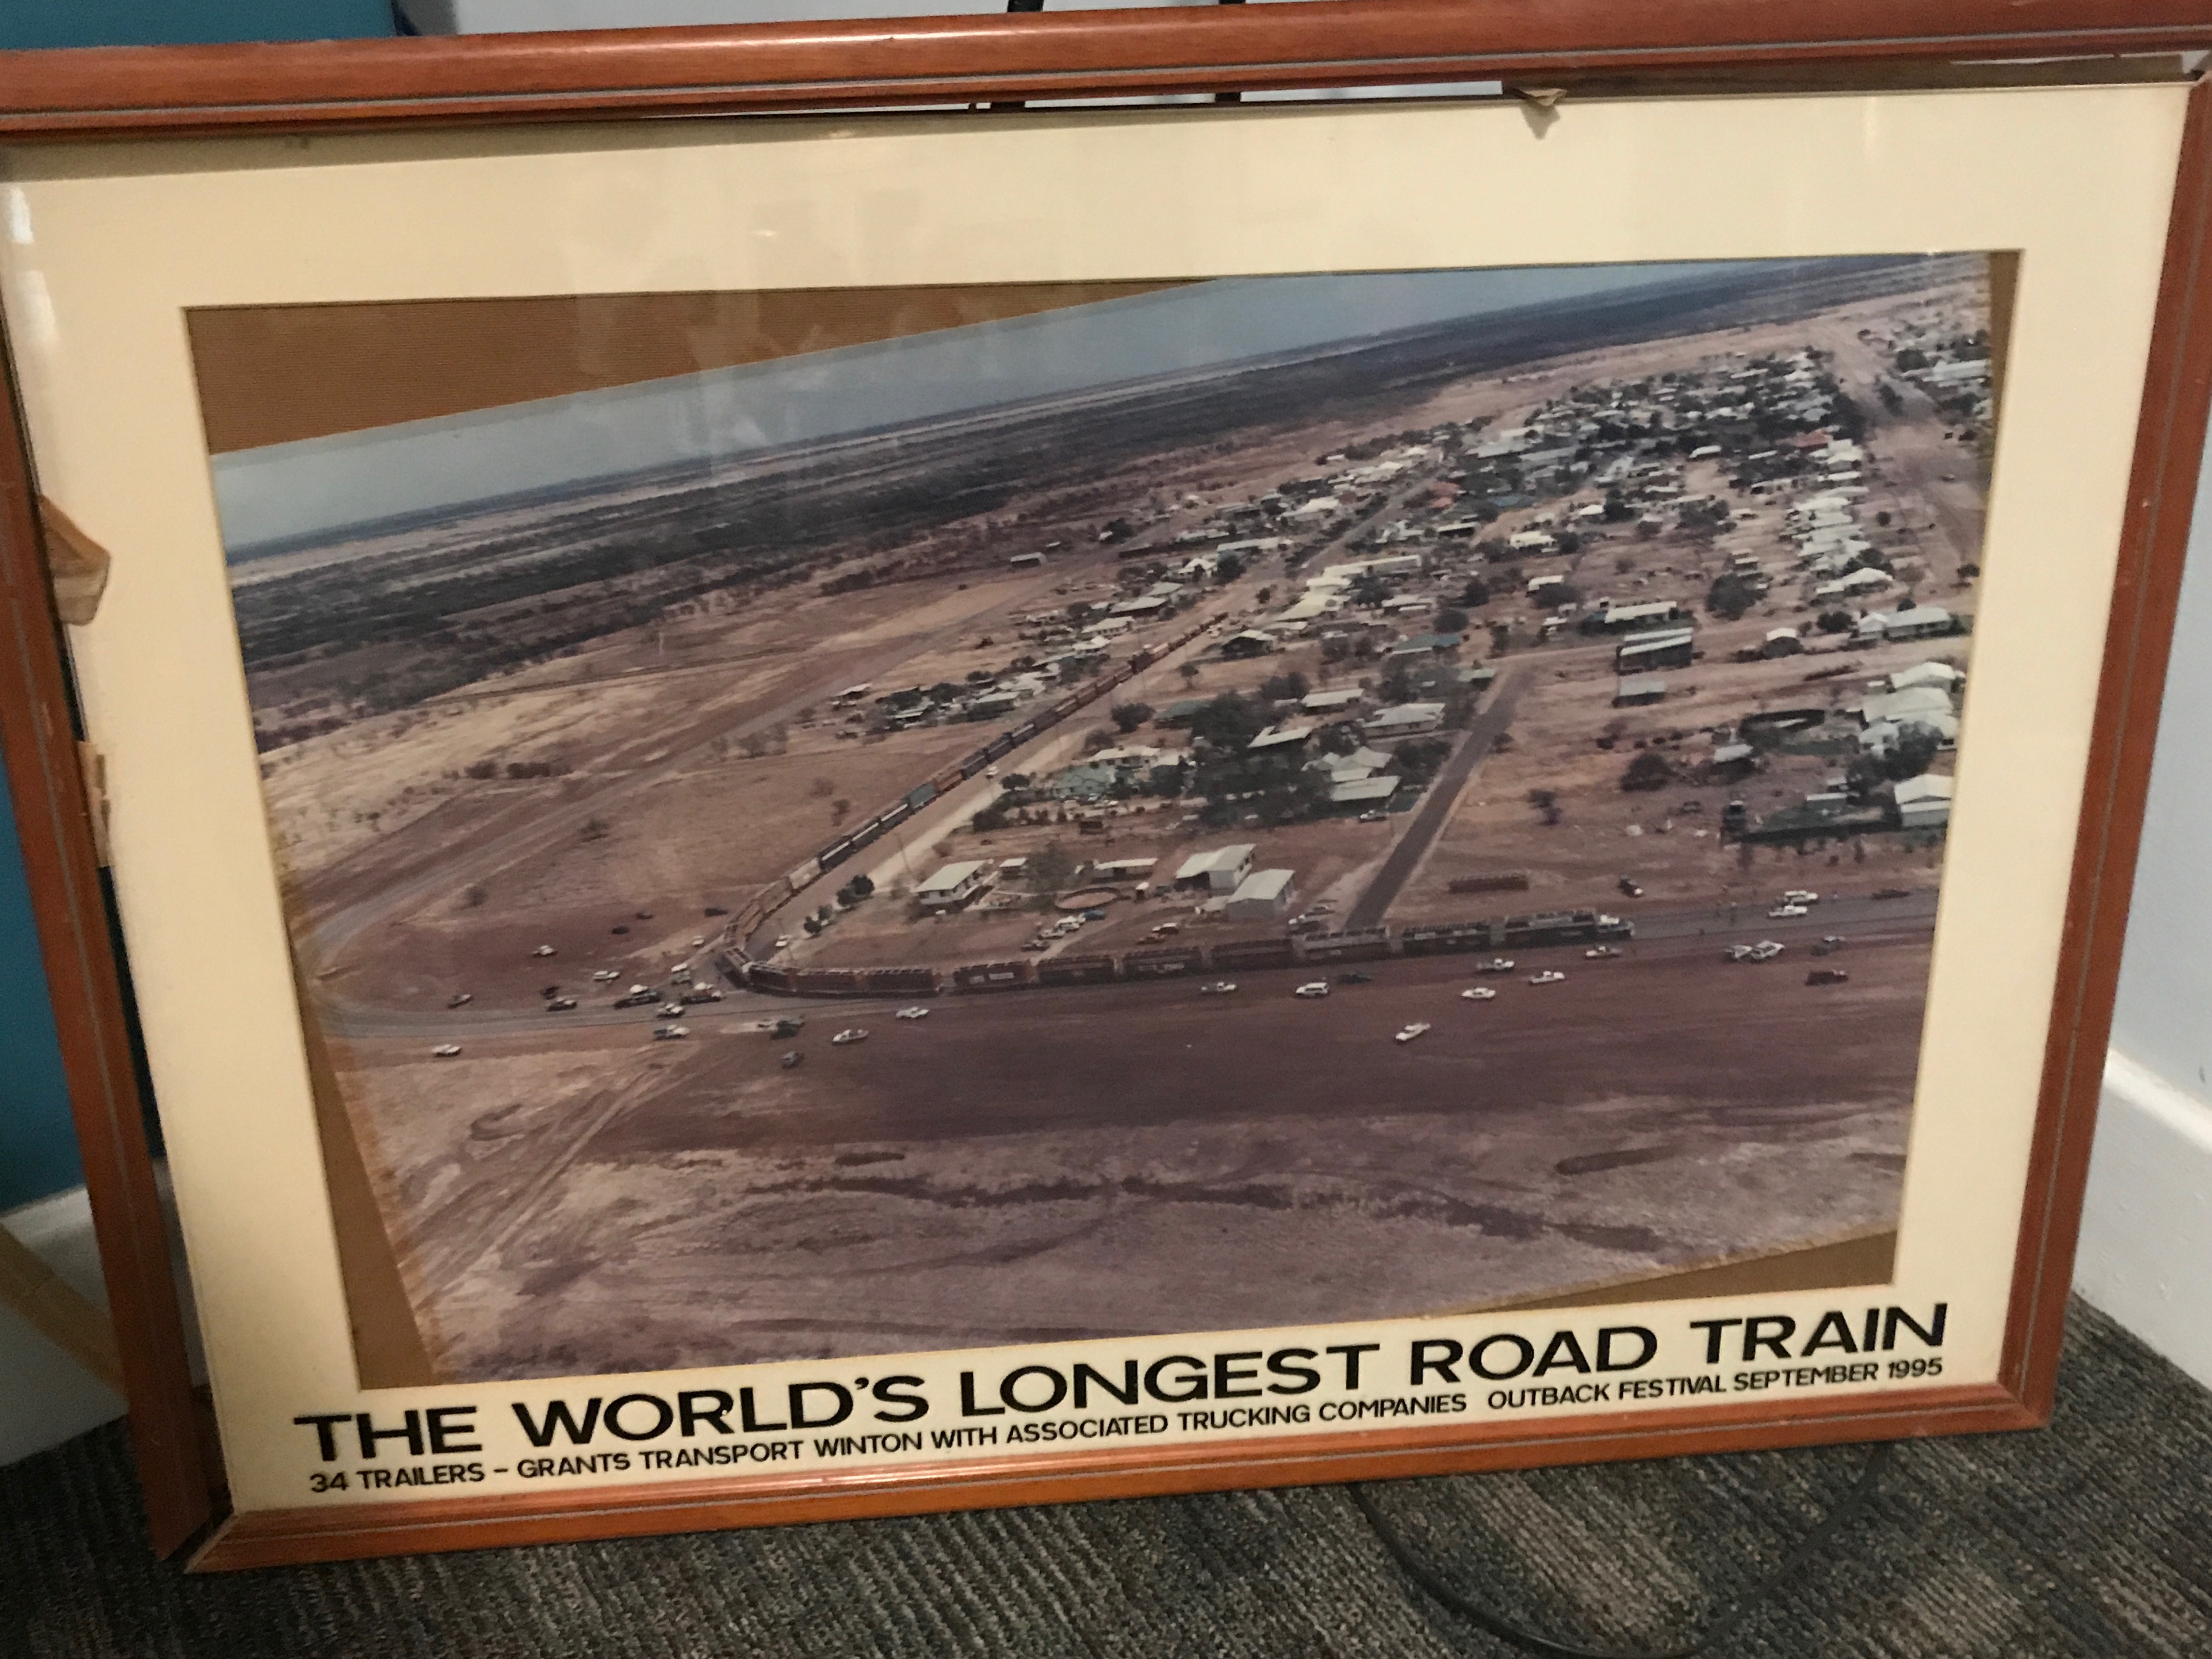 THE WORLD'S LONGEST ROAD TRAIN
34 TRAILERS – GRANTS TRANSPORT WINTON WITH ASSOCIATED TRUCKING COMPANIES OUTBACK FESTIVAL SEPTEMBER 1995